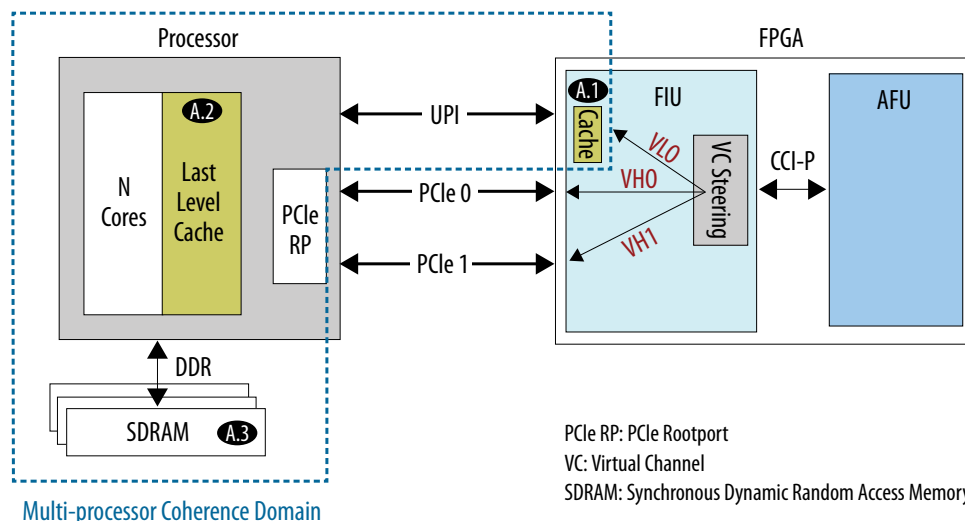 Processor
FPGA
A.2
N
Cores
Last
Level
Cache
PCIe
RP
UPI
PCIe 0
PCIe 1
A.1
FIU
Cache
VL0
VH0
VH1
VC Steering
CCI-P
AFU
DDR
SDRAM
A.3
PCIe RP: PCIe Rootport
VC: Virtual Channel
SDRAM: Synchronous Dynamic Random Access Memory
Multi-processor Coherence Domain